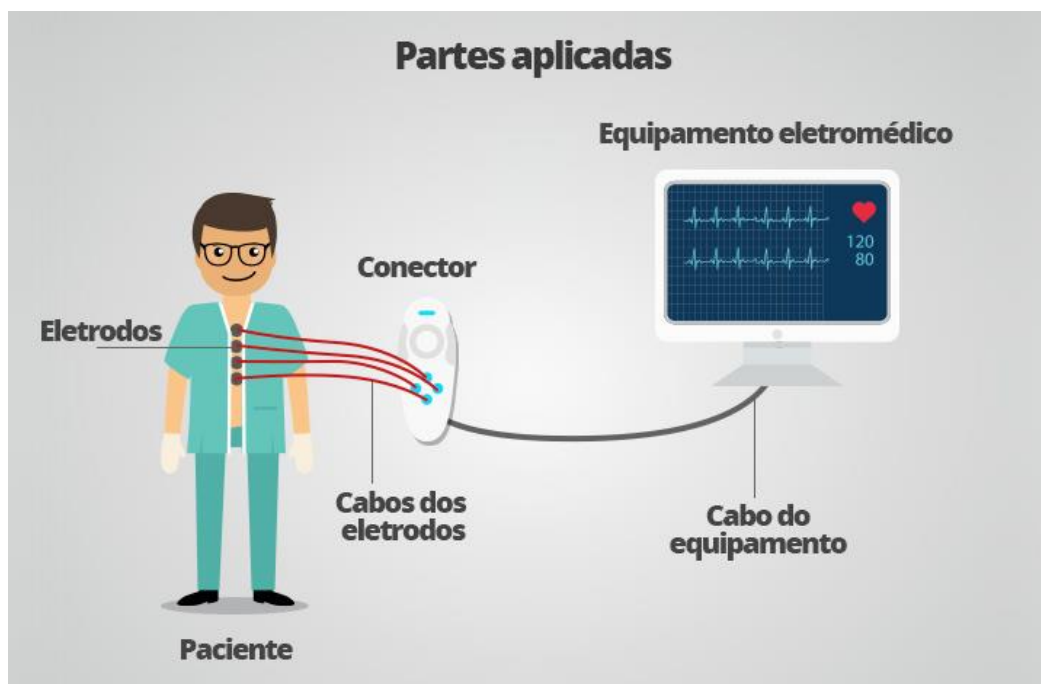 Partes aplicadas
Equipamento eletromédico
120
80
Conector
Eletrodos
Cabos dos
eletrodos
Cabo do
equipamento
Paciente